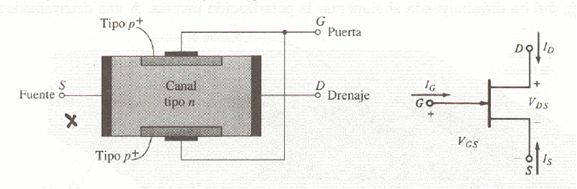 Tipo p+
G
Puerta
S
Fuente
Canal
tipo n
D
Drenaje
Tipo p+
x
D
I_D
+
I_G
G
+
V_DS
V_GS
−
−
S
I_S